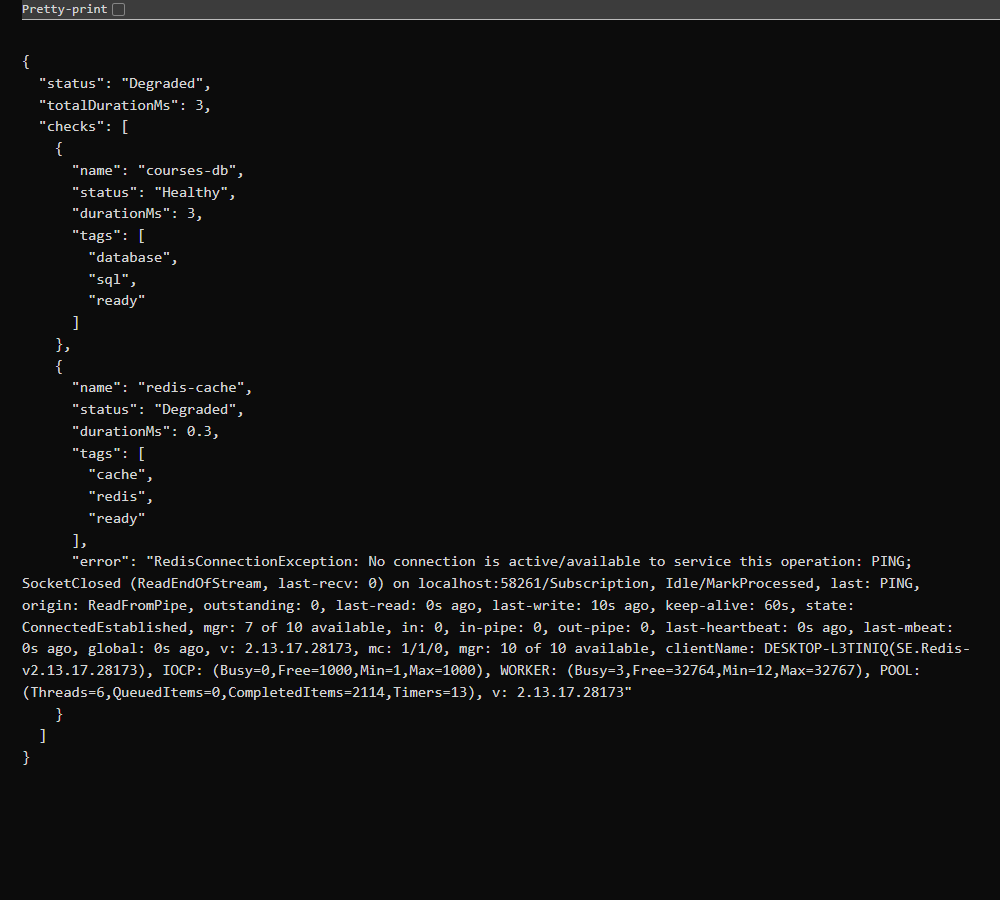 Pretty-print
{
  "status": "Degraded",
  "totalDurationMs": 3,
  "checks": [
    {
      "name": "courses-db",
      "status": "Healthy",
      "durationMs": 3,
      "tags": [
        "database",
        "sql",
        "ready"
      ]
    },
    {
      "name": "redis-cache",
      "status": "Degraded",
      "durationMs": 0.3,
      "tags": [
        "cache",
        "redis",
        "ready"
      ],
      "error": "RedisConnectionException: No connection is active/available to service this operation: PING;
SocketClosed (ReadEndOfStream, last-recv: 0) on localhost:58261/Subscription, Idle/MarkProcessed, last: PING,
origin: ReadFromPipe, outstanding: 0, last-read: 0s ago, last-write: 10s ago, keep-alive: 60s, state:
ConnectedEstablished, mgr: 7 of 10 available, in: 0, in-pipe: 0, out-pipe: 0, last-heartbeat: 0s ago, last-mbeat:
0s ago, global: 0s ago, v: 2.13.17.28173, mc: 1/1/0, mgr: 10 of 10 available, clientName: DESKTOP-L3TINIQ(SE.Redis-
v2.13.17.28173), IOCP: (Busy=0,Free=1000,Min=1,Max=1000), WORKER: (Busy=3,Free=32764,Min=12,Max=32767), POOL:
(Threads=6,QueuedItems=0,CompletedItems=2114,Timers=13), v: 2.13.17.28173"
    }
  ]
}